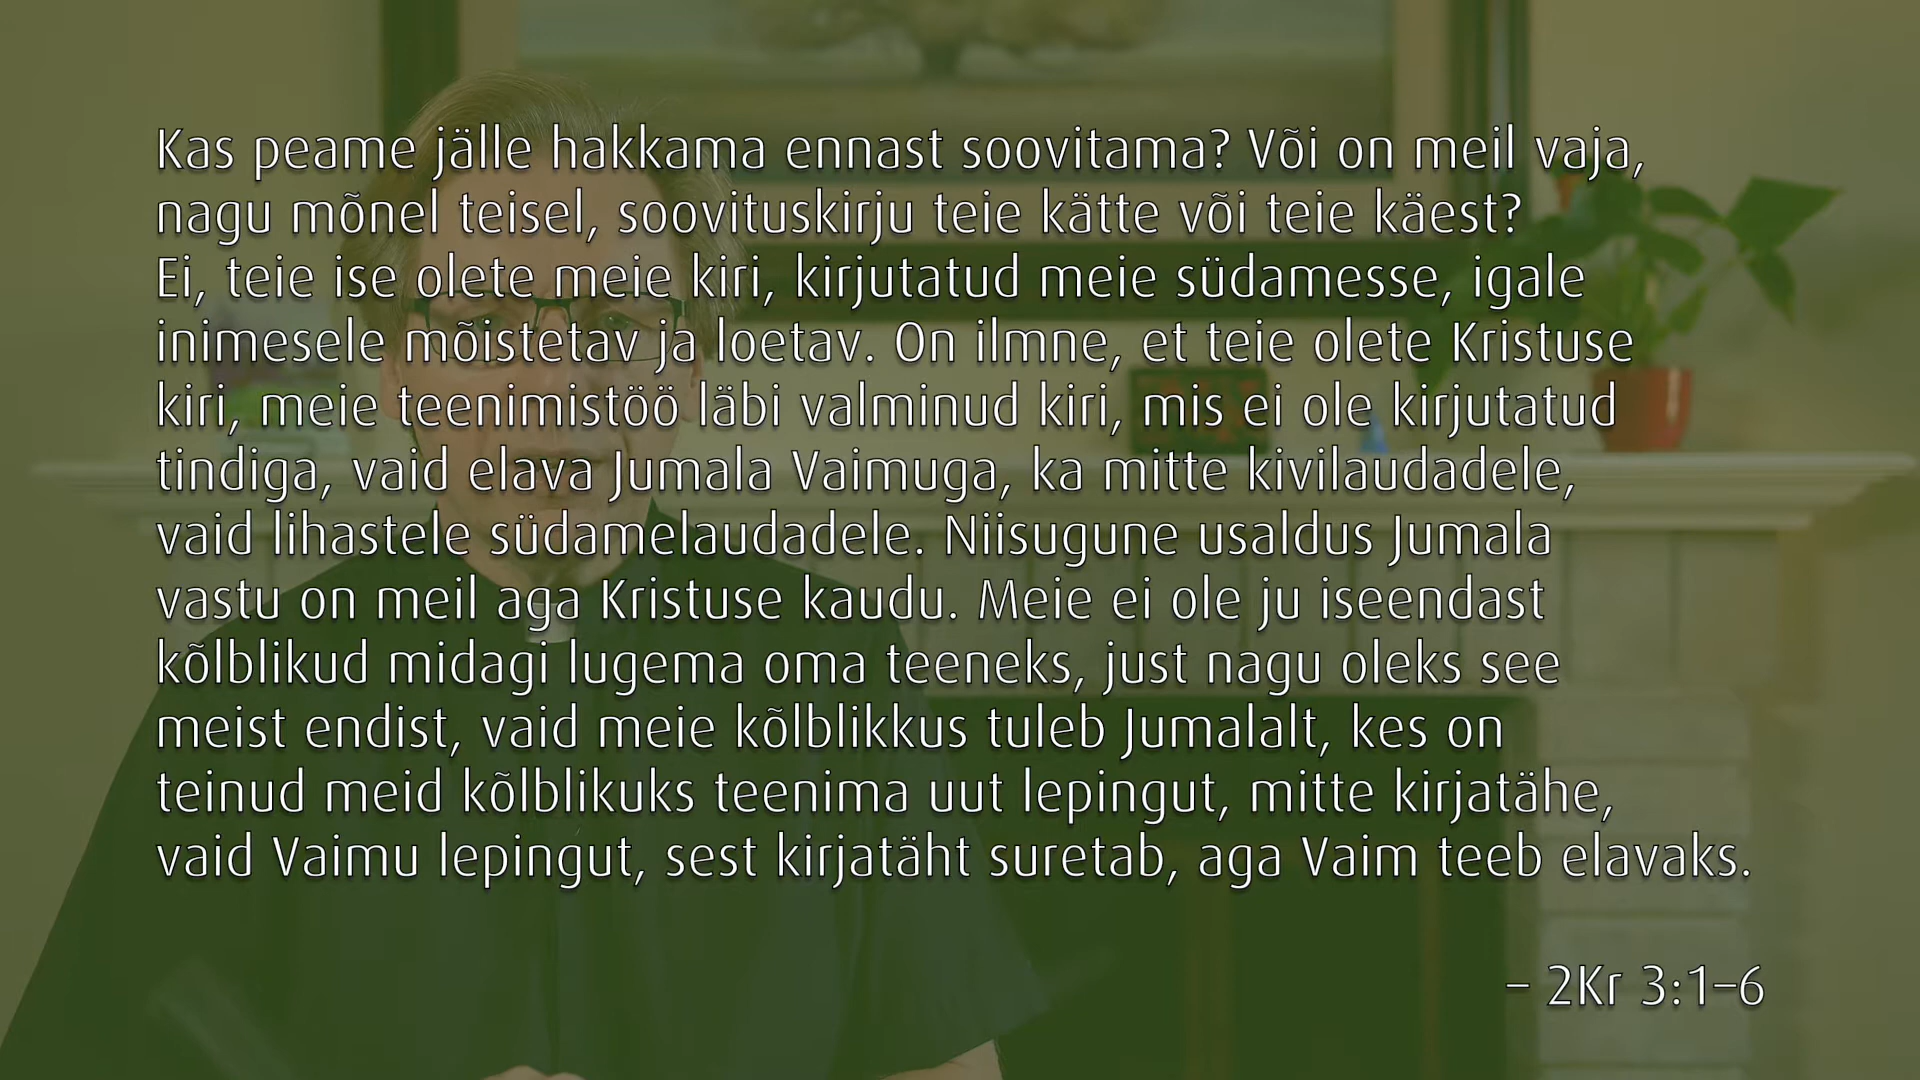 Kas peame jälle hakkama ennast soovitama? Või on meil vaja,
nagu mõnel teisel, soovituskirju teie kätte või teie käest?
Ei, teie ise olete meie kiri, kirjutatud meie südamesse, igale
inimesele mõistetav ja loetav. On ilmne, et teie olete Kristuse
kiri, meie teenimistöö läbi valminud kiri, mis ei ole kirjutatud
tindiga, vaid elava Jumala Vaimuga, ka mitte kivilaudadele,
vaid lihastele südamelaudadele. Niisugune usaldus Jumala
vastu on meil aga Kristuse kaudu. Meie ei ole ju iseendast
kõlblikud midagi lugema oma teeneks, just nagu oleks see
meist endist, vaid meie kõlblikkus tuleb Jumalalt, kes on
teinud meid kõlblikuks teenima uut lepingut, mitte kirjatähe,
vaid Vaimu lepingut, sest kirjatäht suretab, aga Vaim teeb elavaks.
– 2Kr 3:1–6